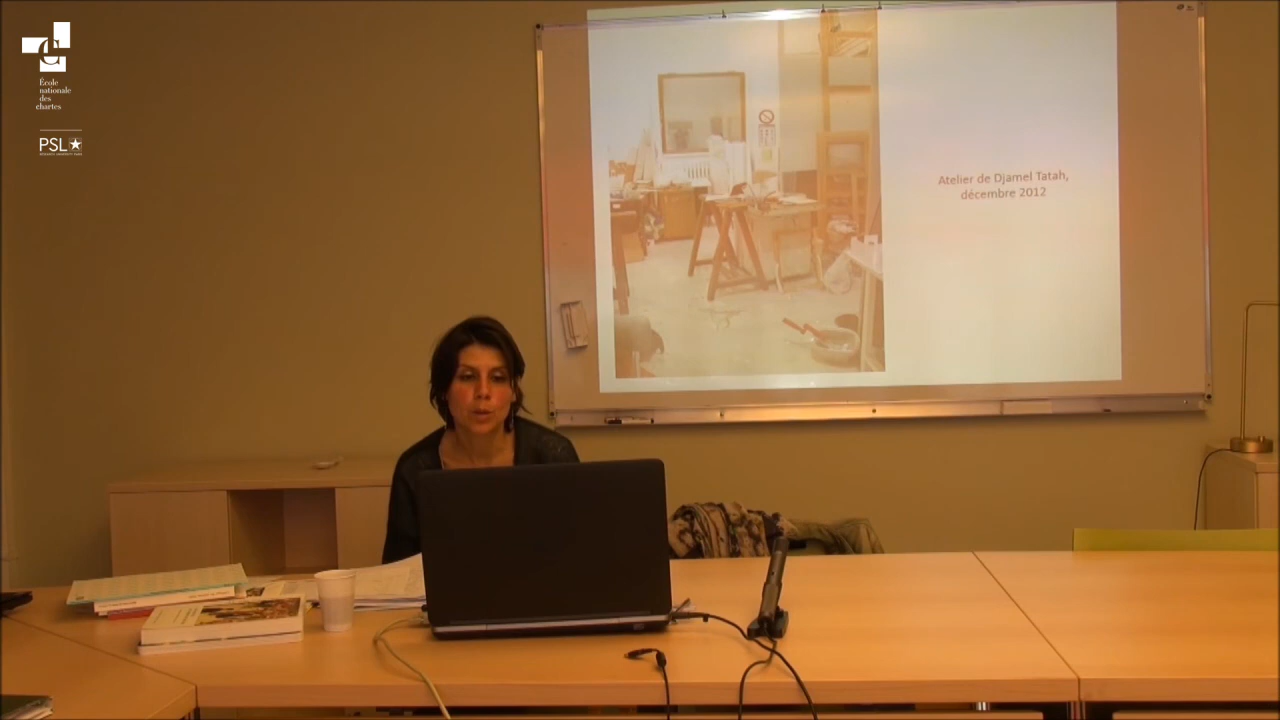 École
nationale
des
chartes
PSL
Atelier de Djamel Tatah,
décembre 2012